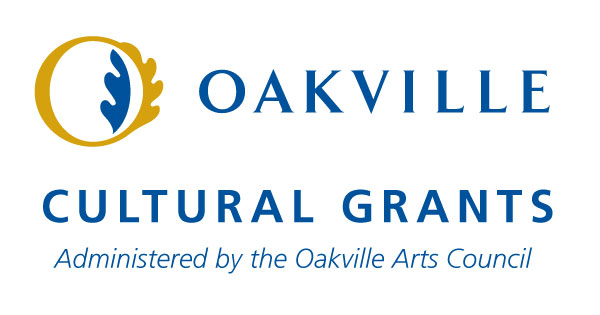 OAKVILLE
CULTURAL GRANTS
Administered by the Oakville Arts Council